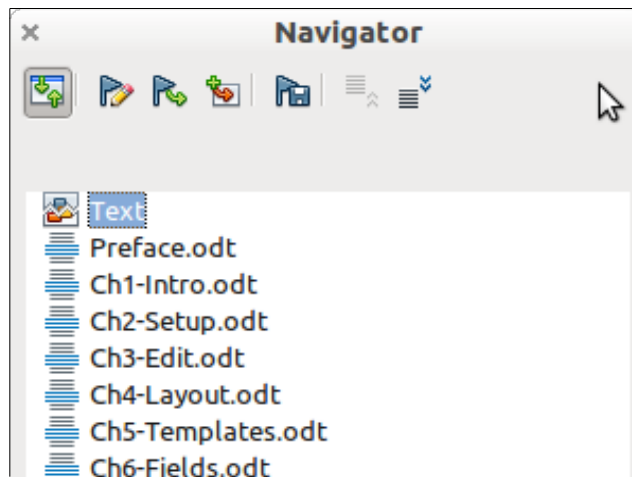 Navigator
Text
Preface.odt
Ch1-Intro.odt
Ch2-Setup.odt
Ch3-Edit.odt
Ch4-Layout.odt
Ch5-Templates.odt
Ch6-Fields.odt